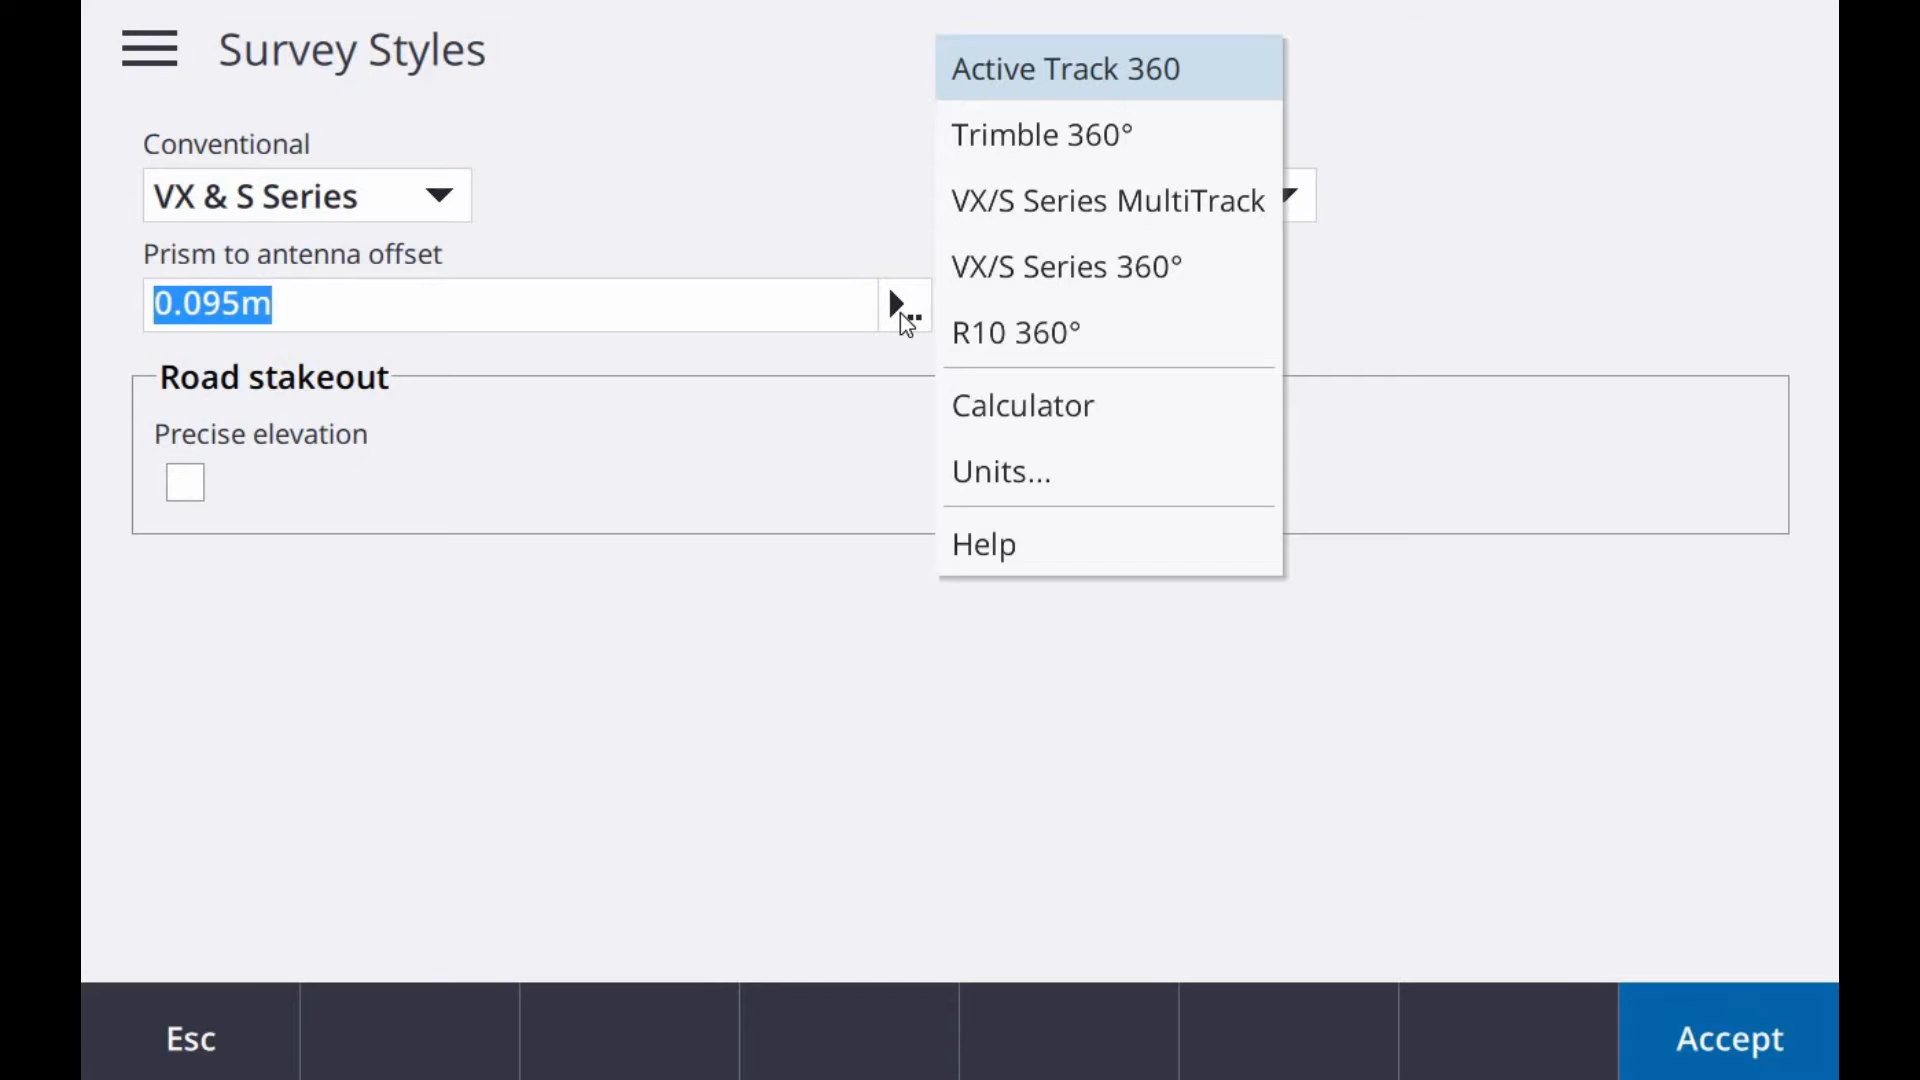 Survey Styles
Conventional
VX & S Series
Prism to antenna offset
0.095m
Road stakeout
Precise elevation
Active Track 360
Trimble 360°
VX/S Series MultiTrack
VX/S Series 360°
R10 360°
Calculator
Units...
Help
Esc
Accept